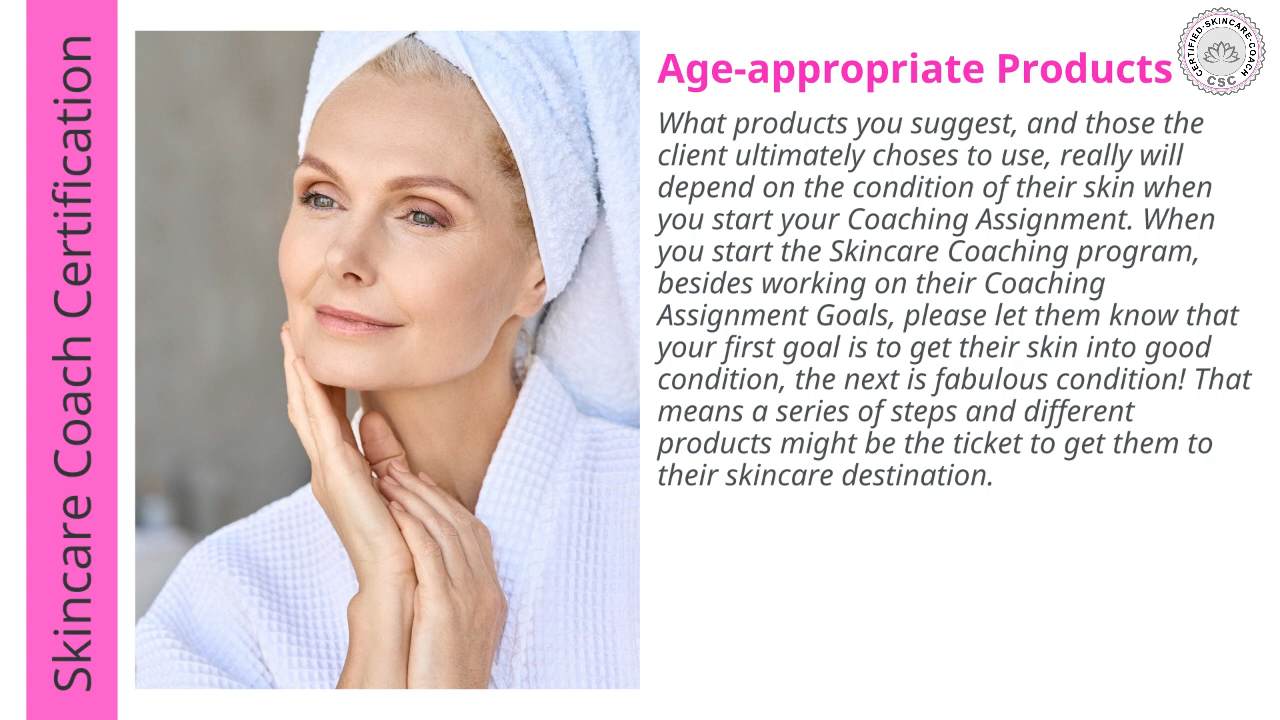 Skincare Coach Certification
Age-appropriate Products
CERTIFIED-SKINCARE-COACH
CSC
What products you suggest, and those the
client ultimately choses to use, really will
depend on the condition of their skin when
you start your Coaching Assignment. When
you start the Skincare Coaching program,
besides working on their Coaching
Assignment Goals, please let them know that
your first goal is to get their skin into good
condition, the next is fabulous condition! That
means a series of steps and different
products might be the ticket to get them to
their skincare destination.